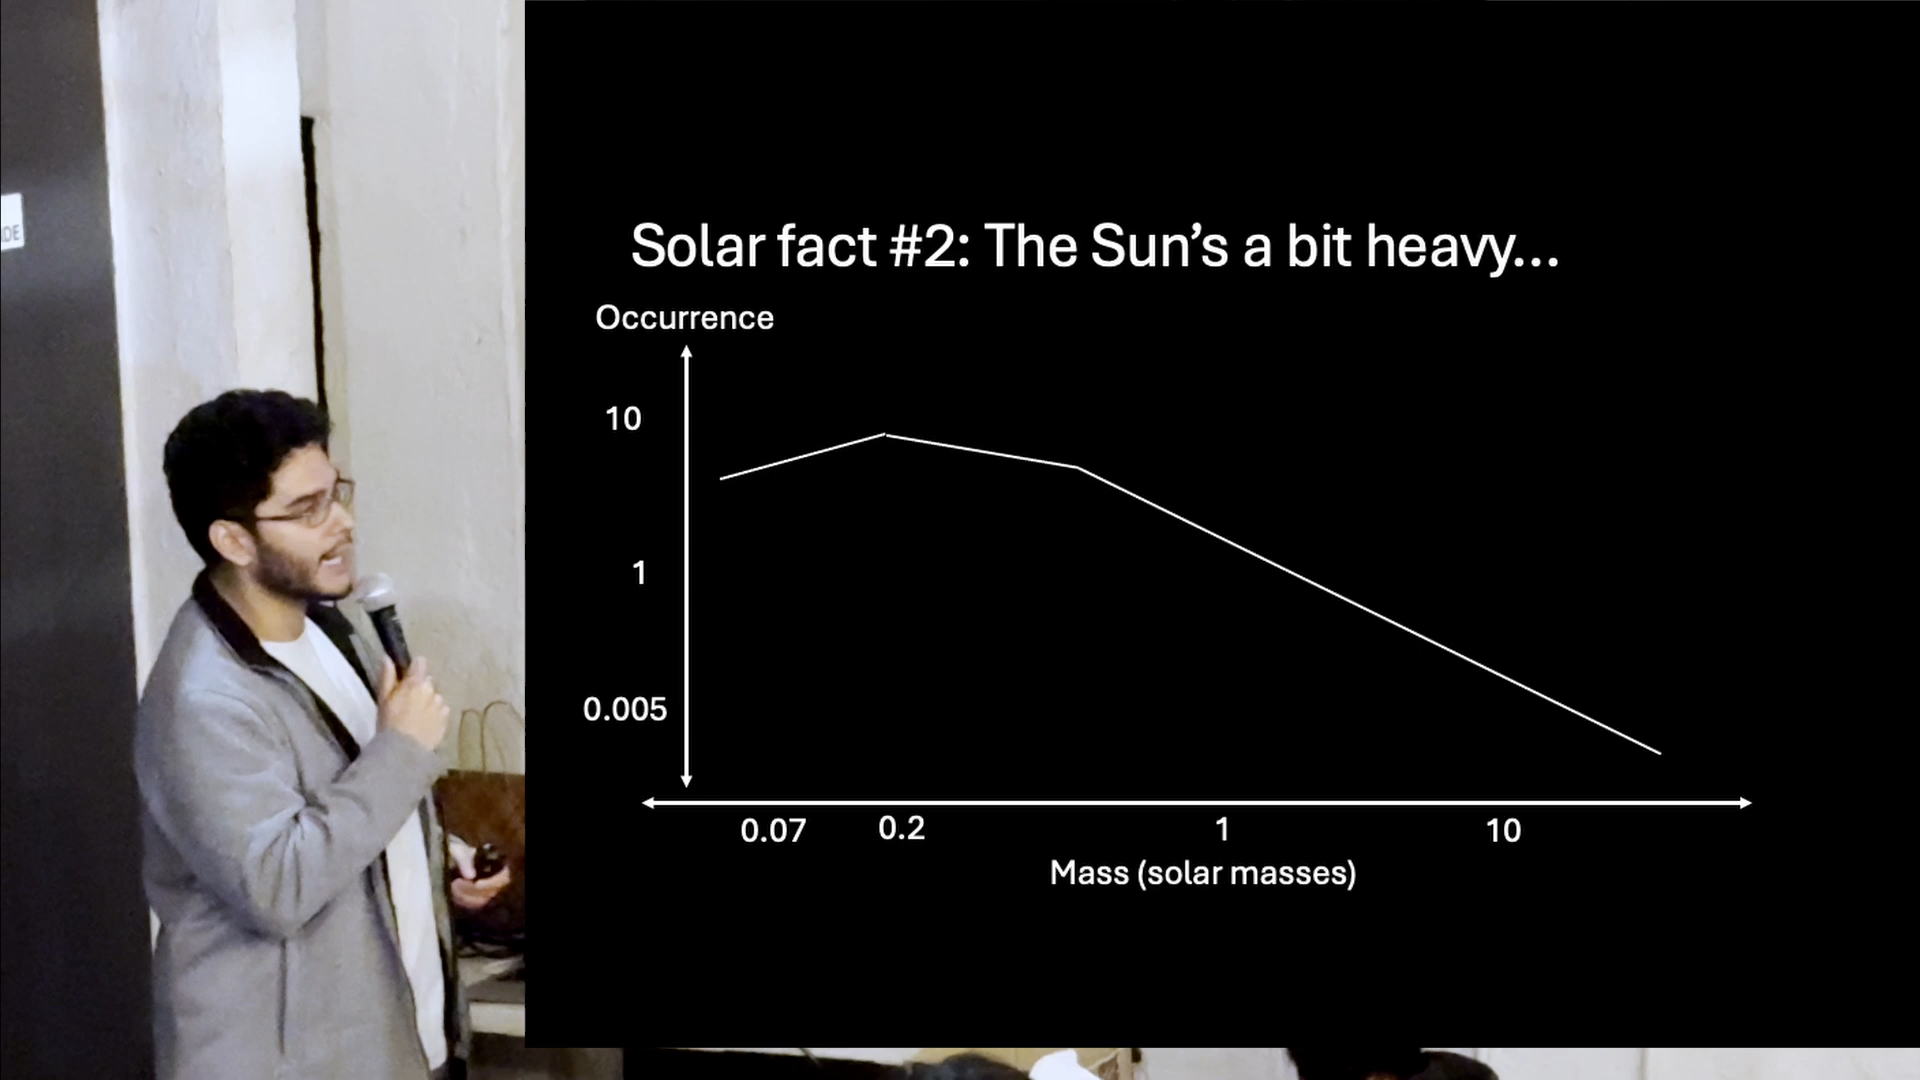 Solar fact #2: The Sun’s a bit heavy...
Occurrence
10
1
0.005
0.07 0.2 1 10
Mass (solar masses)